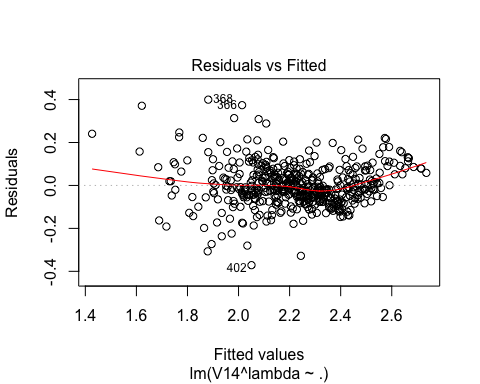 Residuals vs Fitted
Residuals
0.4
0.2
0.0
-0.2
-0.4
368
366
402
1.4 1.6 1.8 2.0 2.2 2.4 2.6
Fitted values
lm(V14^lambda ~ .)